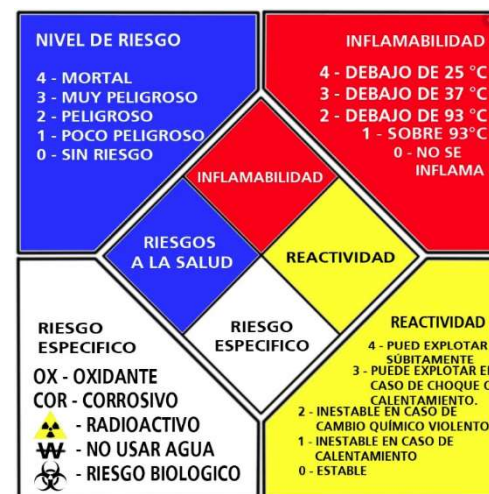 NIVEL DE RIESGO
4 - MORTAL
3 - MUY PELIGROSO
2 - PELIGROSO
1 - POCO PELIGROSO
0 - SIN RIESGO
INFLAMABILIDAD
4 - DEBAJO DE 25 °C
3 - DEBAJO DE 37 °C
2 - DEBAJO DE 93 °C
1 - SOBRE 93°C
0 - NO SE
INFLAMA
INFLAMABILIDAD
RIESGOS
A LA SALUD
REACTIVIDAD
RIESGO
ESPECIFICO
RIESGO
ESPECIFICO
OX - OXIDANTE
COR - CORROSIVO
- RADIOACTIVO
W - NO USAR AGUA
- RIESGO BIOLOGICO
REACTIVIDAD
4 - PUED EXPLOTAR
SÚBITAMENTE
3 - PUEDE EXPLOTAR E
CASO DE CHOQUE O
CALENTAMIENTO.
2 - INESTABLE EN CASO DE
CAMBIO QUÍMICO VIOLENTO
1 - INESTABLE EN CASO DE
CALENTAMIENTO
0 - ESTABLE